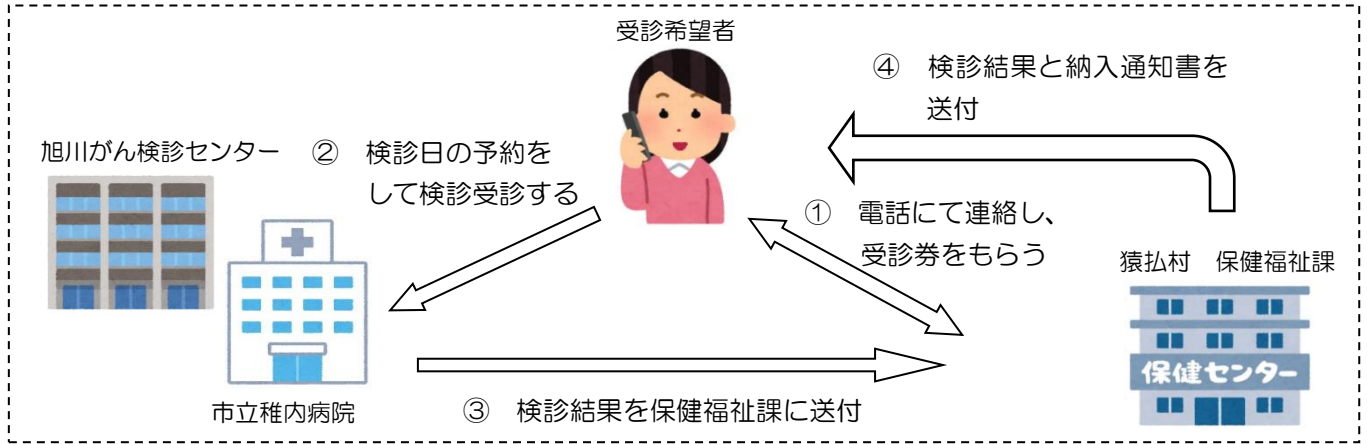 受診希望者
④　検診結果と納入通知書を
送付
旭川がん検診センター
②　検診日の予約を
して検診受診する
①　電話にて連絡し、
受診券をもらう
猿払村　保健福祉課
保健センター
市立稚内病院
③　検診結果を保健福祉課に送付